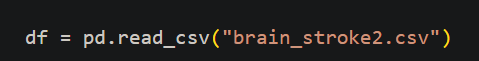 df = pd.read_csv("brain_stroke2.csv")